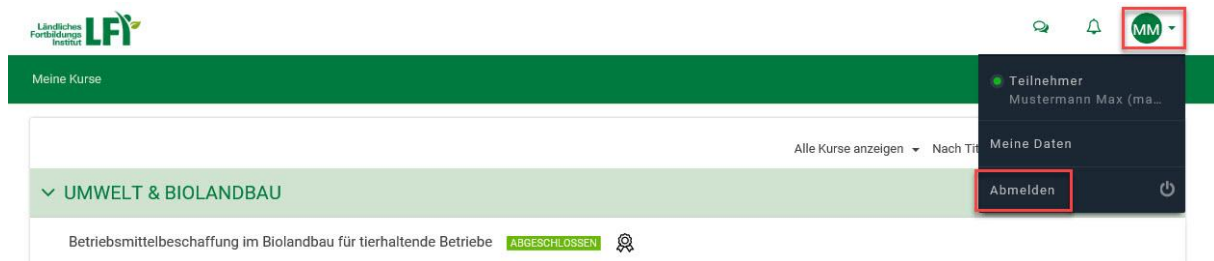 Ländliches
Fortbildungs
Institut
LFI
MM
Meine Kurse
Teilnehmer
Mustermann Max (ma...
Alle Kurse anzeigen
Nach Tit
Meine Daten
UMWELT & BIOLANDBAU
Abmelden
Betriebsmittelbeschaffung im Biolandbau für tierhaltende Betriebe ABGESCHLOSSEN